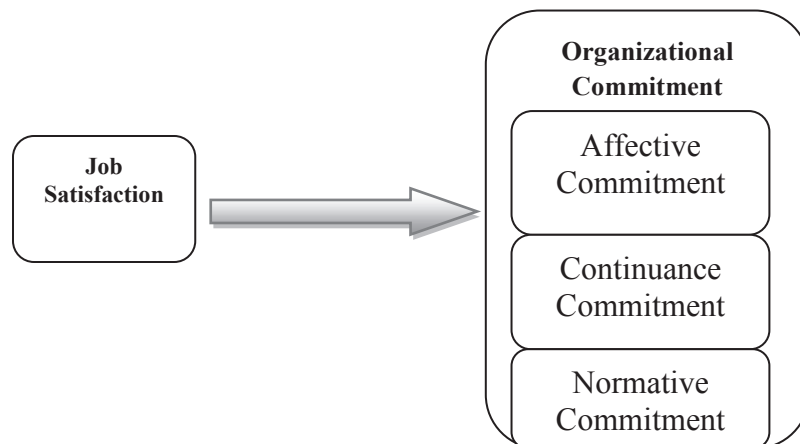 Job
Satisfaction
Organizational
Commitment
Affective
Commitment
Continuance
Commitment
Normative
Commitment